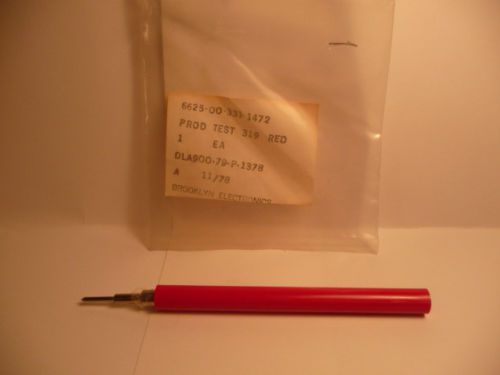 6625-00-331-1472
PROD TEST 319 RED
1 EA
DLA900-79-P-1378
A 11/78
BROOKLYN ELECTRONICS